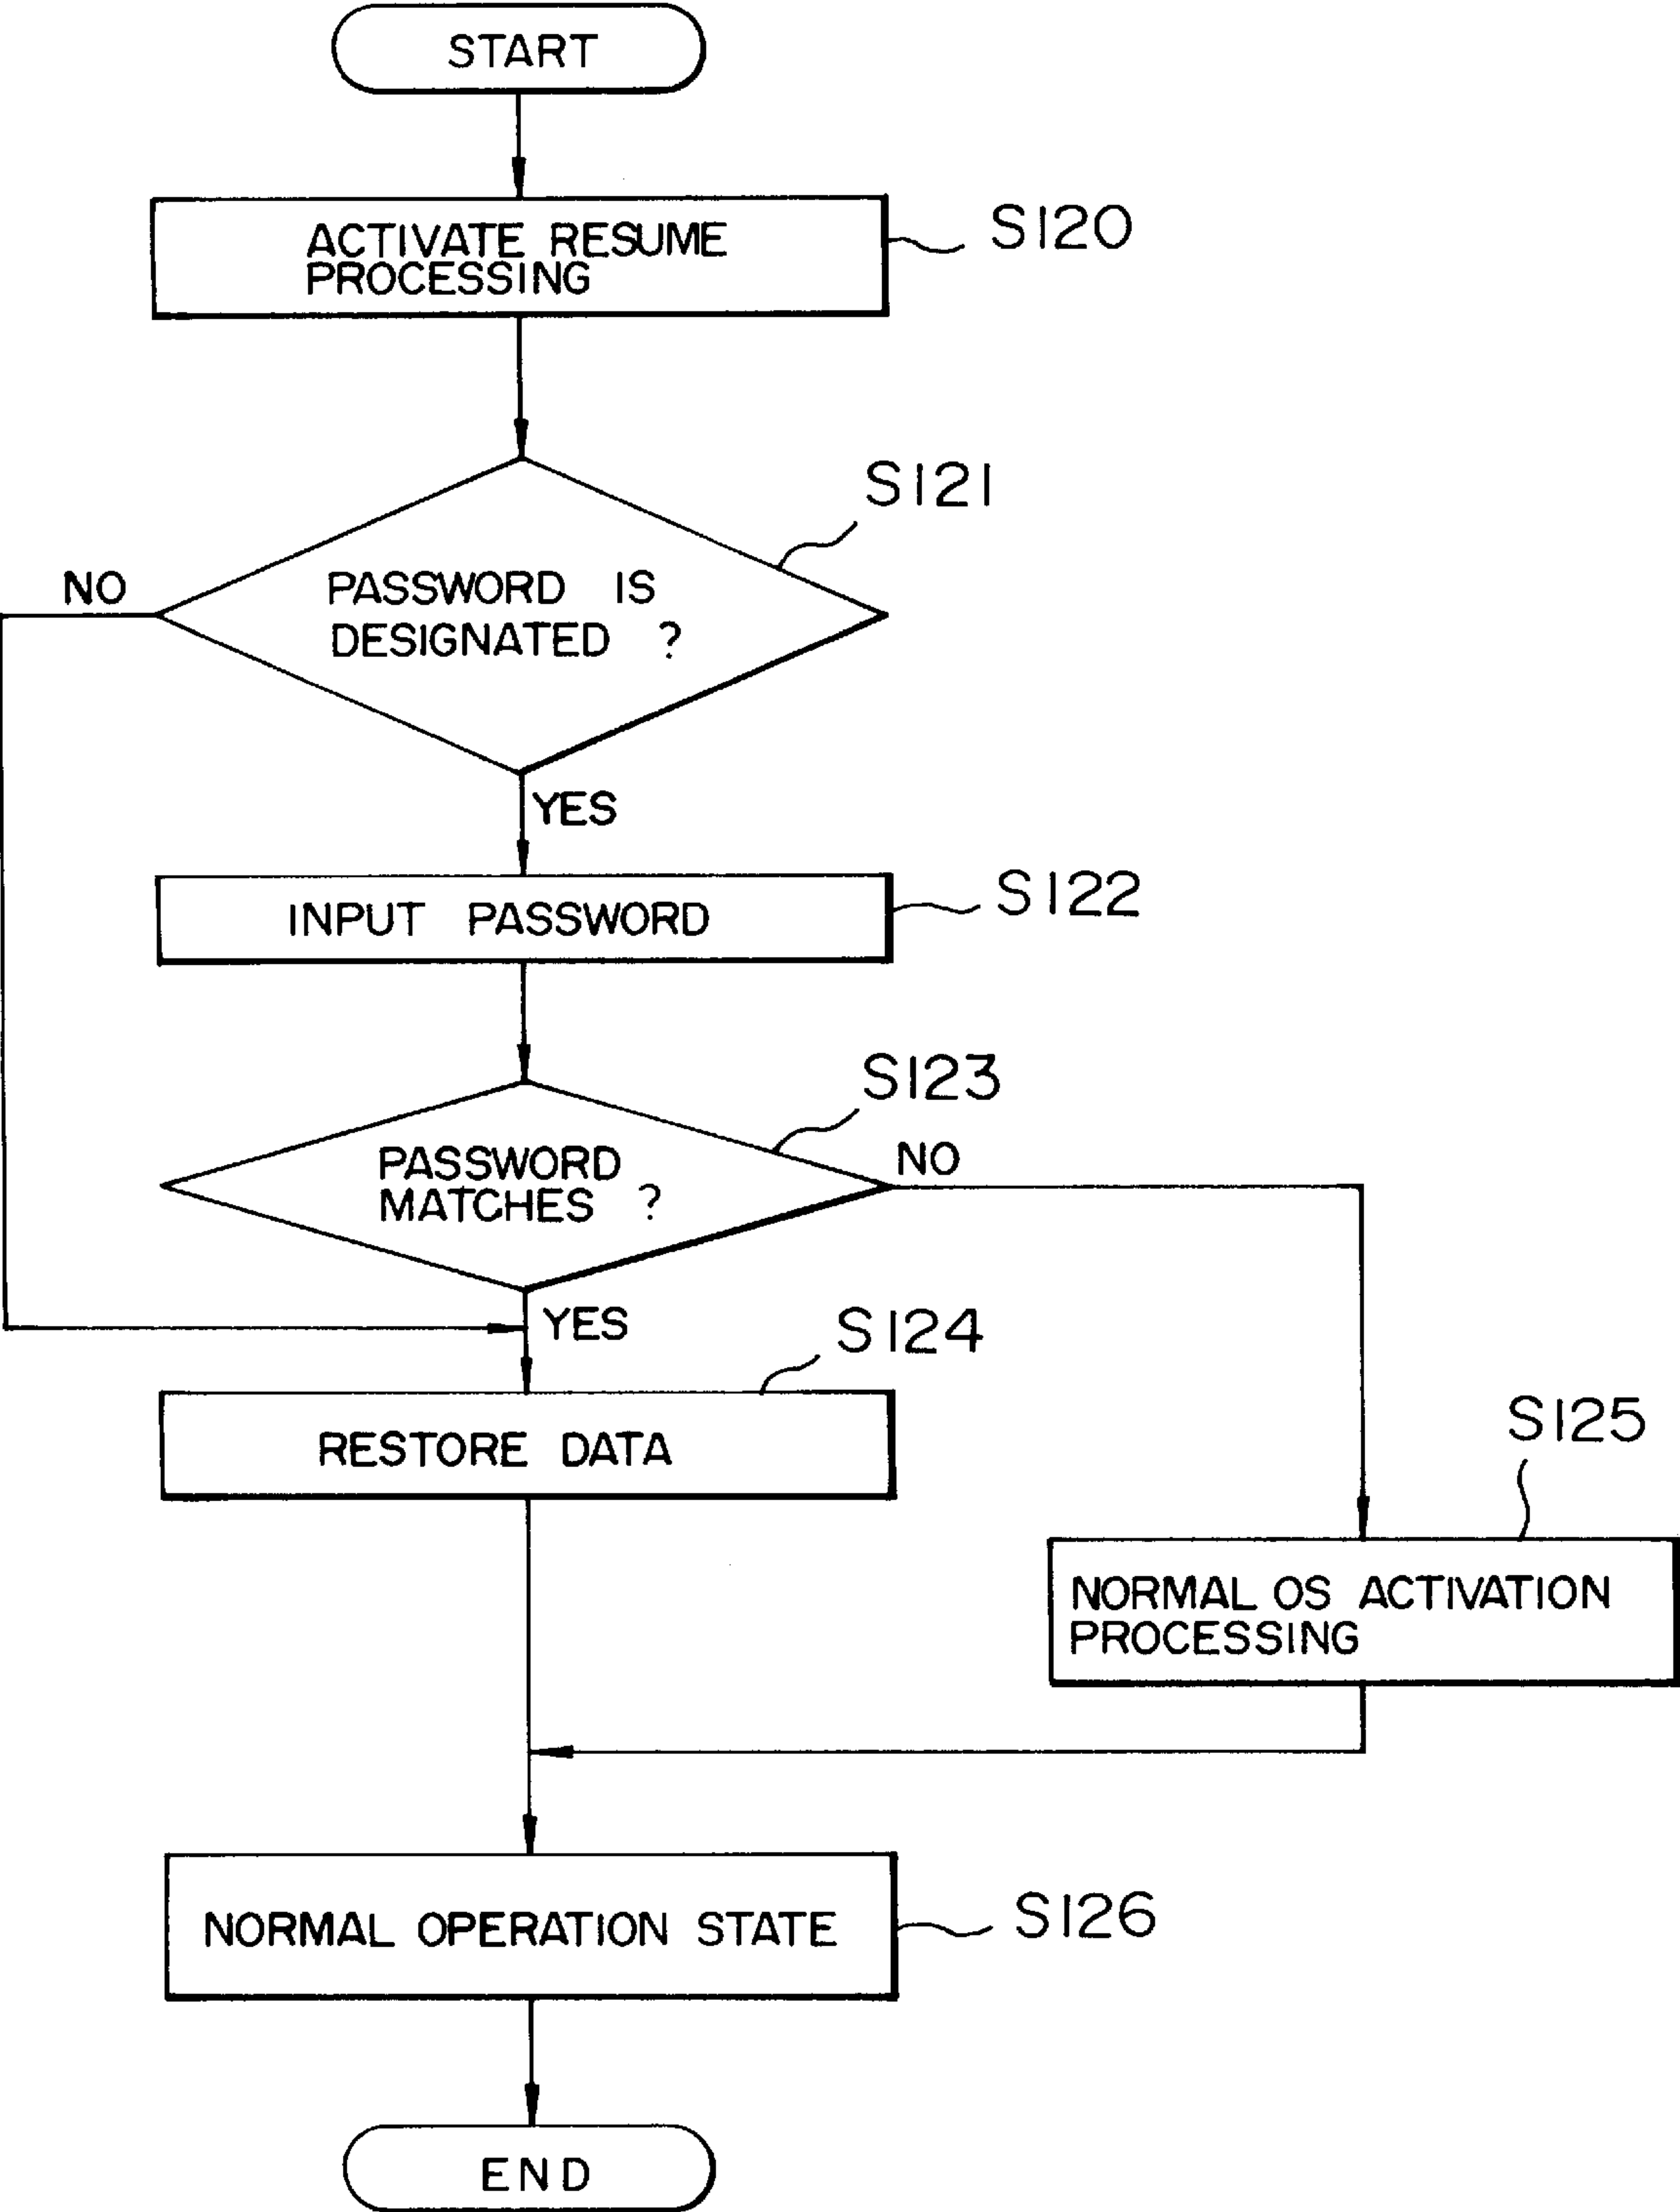 START
ACTIVATE RESUME
PROCESSING
S120
S121
NO
PASSWORD IS
DESIGNATED ?
YES
INPUT PASSWORD
S122
S123
PASSWORD
MATCHES ?
NO
YES
S124
RESTORE DATA
S125
NORMAL OS ACTIVATION
PROCESSING
NORMAL OPERATION STATE
S126
END